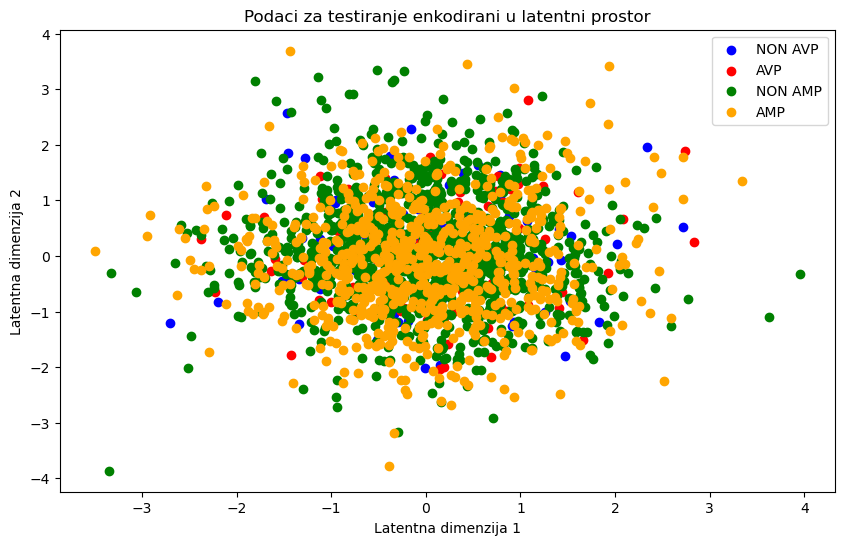 Podaci za testiranje enkodirani u latentni prostor
NON AVP
AVP
NON AMP
AMP
4
3
2
1
0
−1
−2
−3
−4
Latentna dimenzija 2
−3
−2
−1
0
1
2
3
4
Latentna dimenzija 1